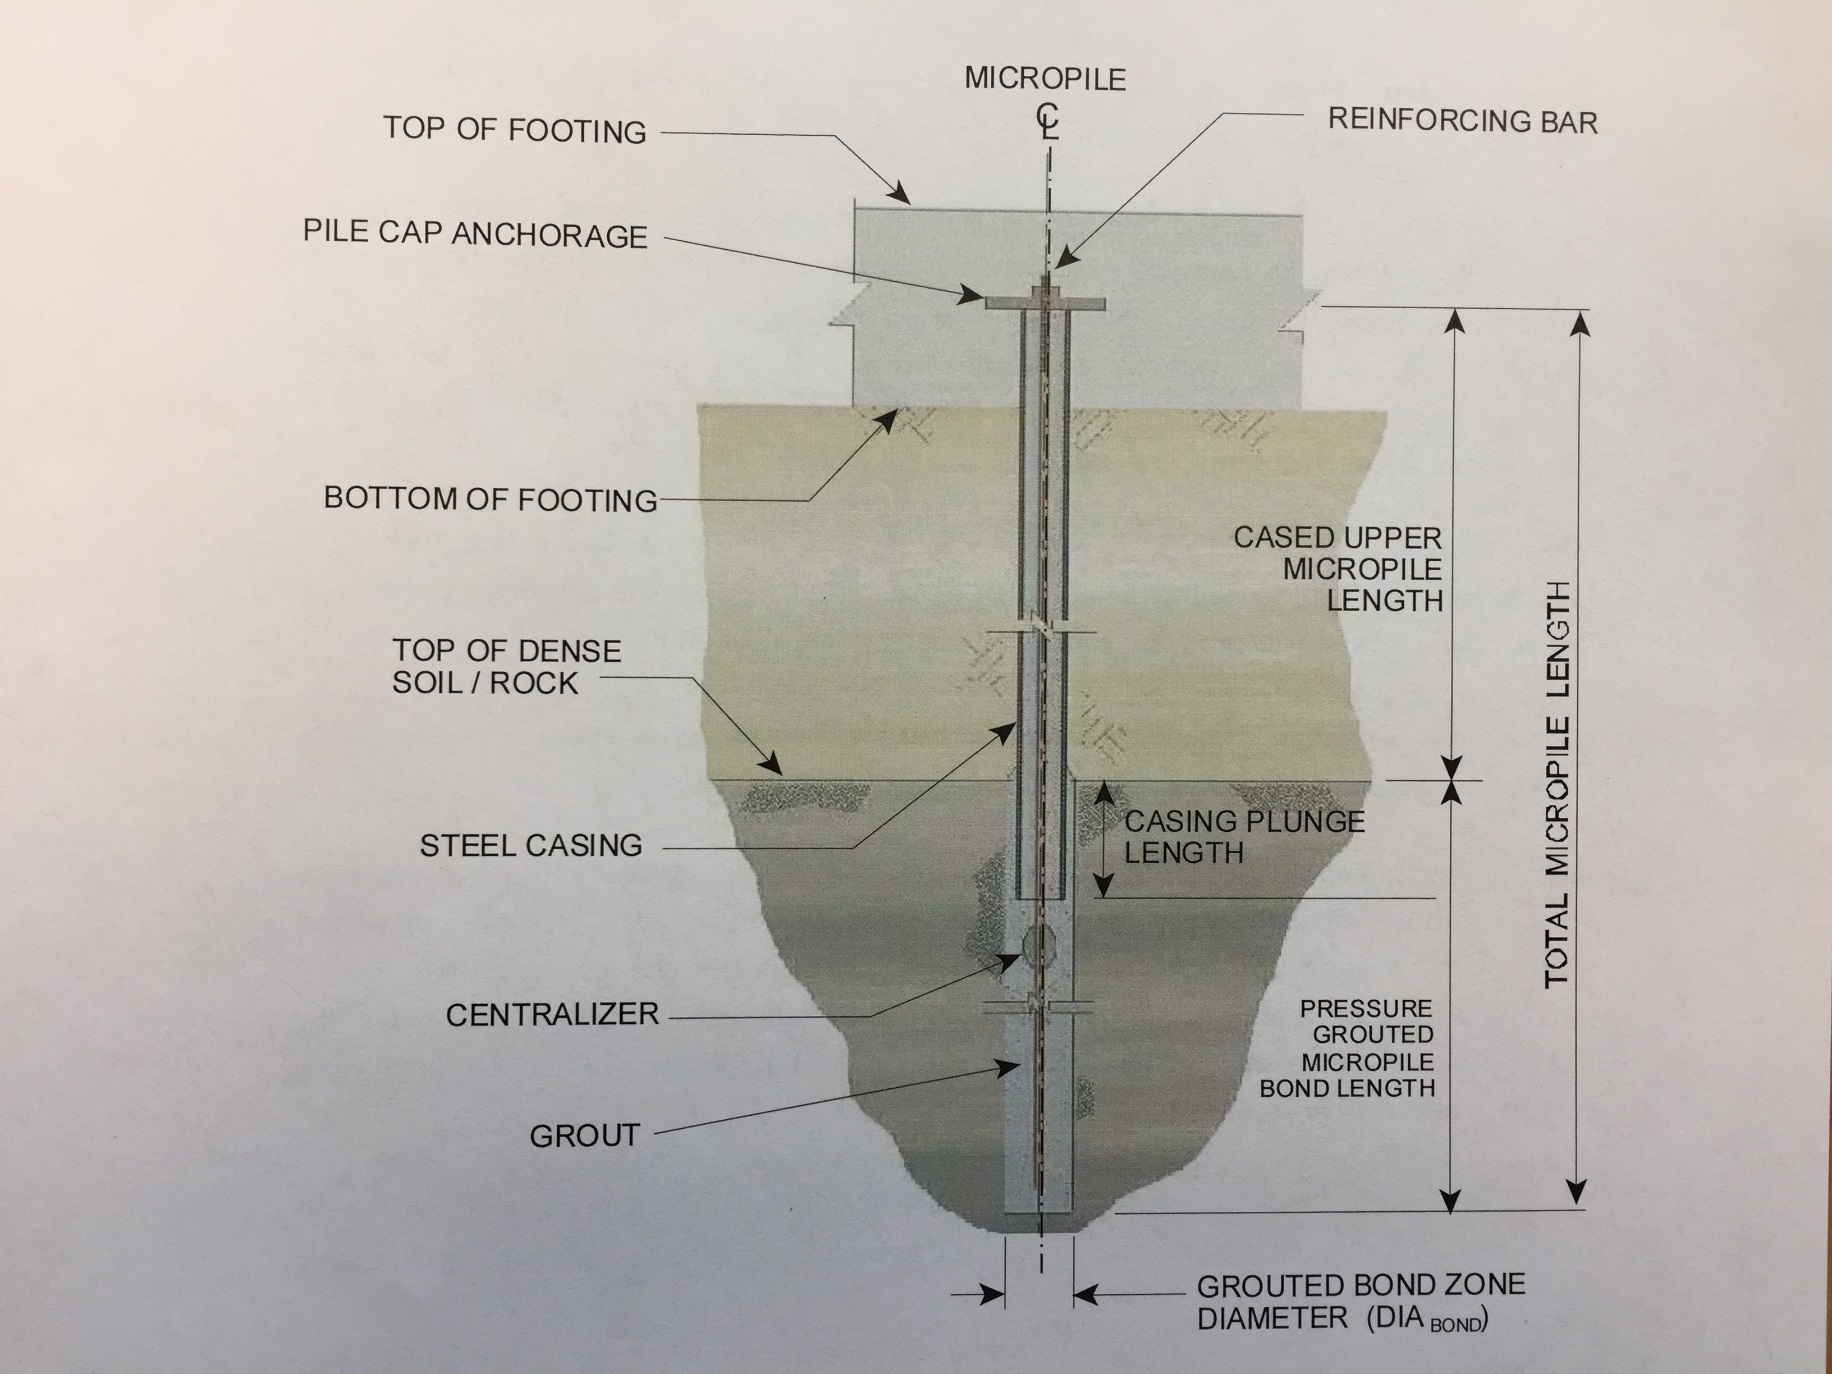 MICROPILE
℄
TOP OF FOOTING
REINFORCING BAR
PILE CAP ANCHORAGE
BOTTOM OF FOOTING
CASED UPPER
MICROPILE
LENGTH
TOP OF DENSE
SOIL / ROCK
TOTAL MICROPILE LENGTH
STEEL CASING
CASING PLUNGE
LENGTH
CENTRALIZER
PRESSURE
GROUTED
MICROPILE
BOND LENGTH
GROUT
GROUTED BOND ZONE
DIAMETER (DIA BOND)